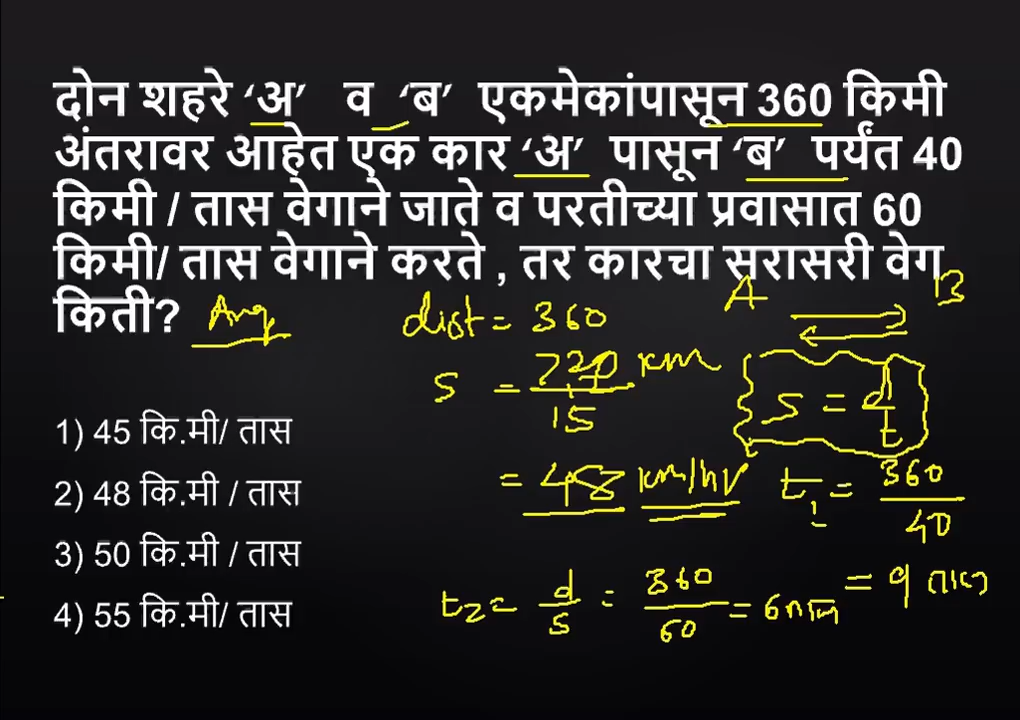 दोन शहरे ‘अ’ व ‘ब’ एकमेकांपासून 360 किमी
अंतरावर आहेत एक कार ‘अ’ पासून ‘ब’ पर्यंत 40
किमी / तास वेगाने जाते व परतीच्या प्रवासात 60
किमी/ तास वेगाने करते , तर कारचा सरासरी वेग
किती?
A B
dist = 360
S = 720 km
15
S = d
t
= 48 km/hr
t1 = 360
40
= 9 तास
t2 = d = 360 = 6 तास
S 60
1) 45 कि.मी/ तास
2) 48 कि.मी / तास
3) 50 कि.मी / तास
4) 55 कि.मी/ तास